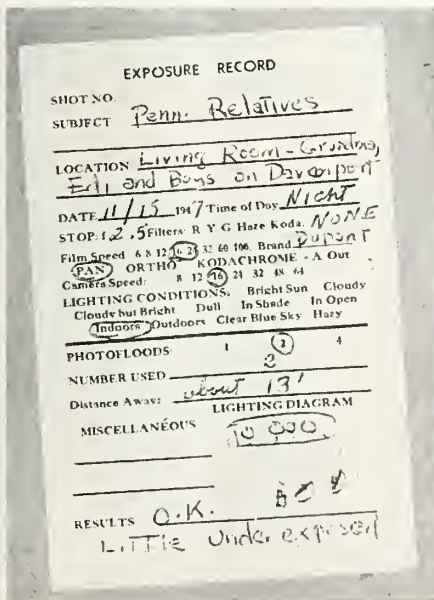 EXPOSURE RECORD
SHOT NO.
SUBJECT Penn. Relatives
LOCATION Living Room - Grandma,
and Boys on Davenport
DATE 11/15 1947 Time of Day Night
STOP: f.2.5 Filters: R Y G Haze Koda. NONE
Film Speed 6 8 12 16 24 32 60 100. Brand Dupont
PAN ORTHO KODACHROME - A Out
Camera Speed: 8 12 16 24 32 48 64
LIGHTING CONDITIONS: Bright Sun Cloudy
Cloudy but Bright Dull In Shade In Open
Indoors Outdoors Clear Blue Sky Hazy
PHOTOFLOODS: 1 2 4
NUMBER USED 2
Distance Away: about 13'
LIGHTING DIAGRAM
MISCELLANEOUS
RESULTS O.K.
Little Under exposed